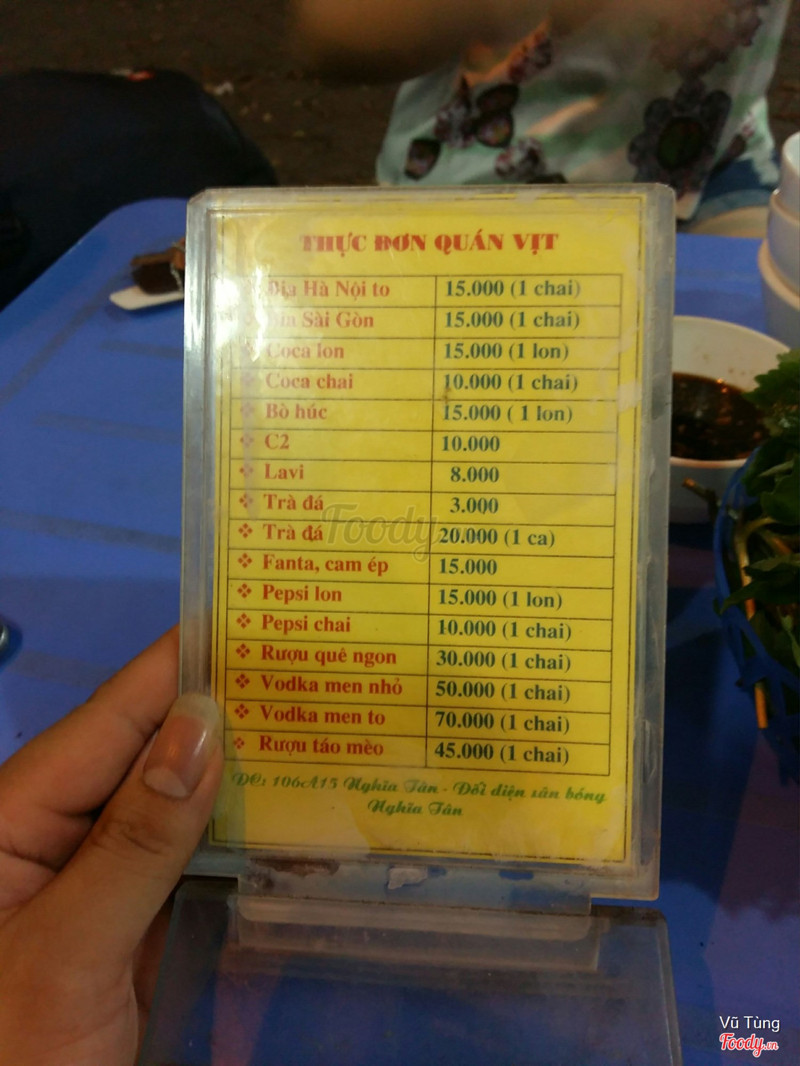 THỰC ĐƠN QUÁN VỊT
❖ Bia Hà Nội to 15.000 (1 chai)
❖ Bia Sài Gòn 15.000 (1 chai)
❖ Coca lon 15.000 (1 lon)
❖ Coca chai 10.000 (1 chai)
❖ Bò húc 15.000 ( 1 lon)
❖ C2 10.000
❖ Lavi 8.000
❖ Trà đá 3.000
❖ Trà đá 20.000 (1 ca)
❖ Fanta, cam ép 15.000
❖ Pepsi lon 15.000 (1 lon)
❖ Pepsi chai 10.000 (1 chai)
❖ Rượu quê ngon 30.000 (1 chai)
❖ Vodka men nhỏ 50.000 (1 chai)
❖ Vodka men to 70.000 (1 chai)
❖ Rượu táo mèo 45.000 (1 chai)
ĐC: 106A15 Nghĩa Tân - Đối diện sân bóng
Nghĩa Tân
Foody.vn
Vũ Tùng
Foody.vn